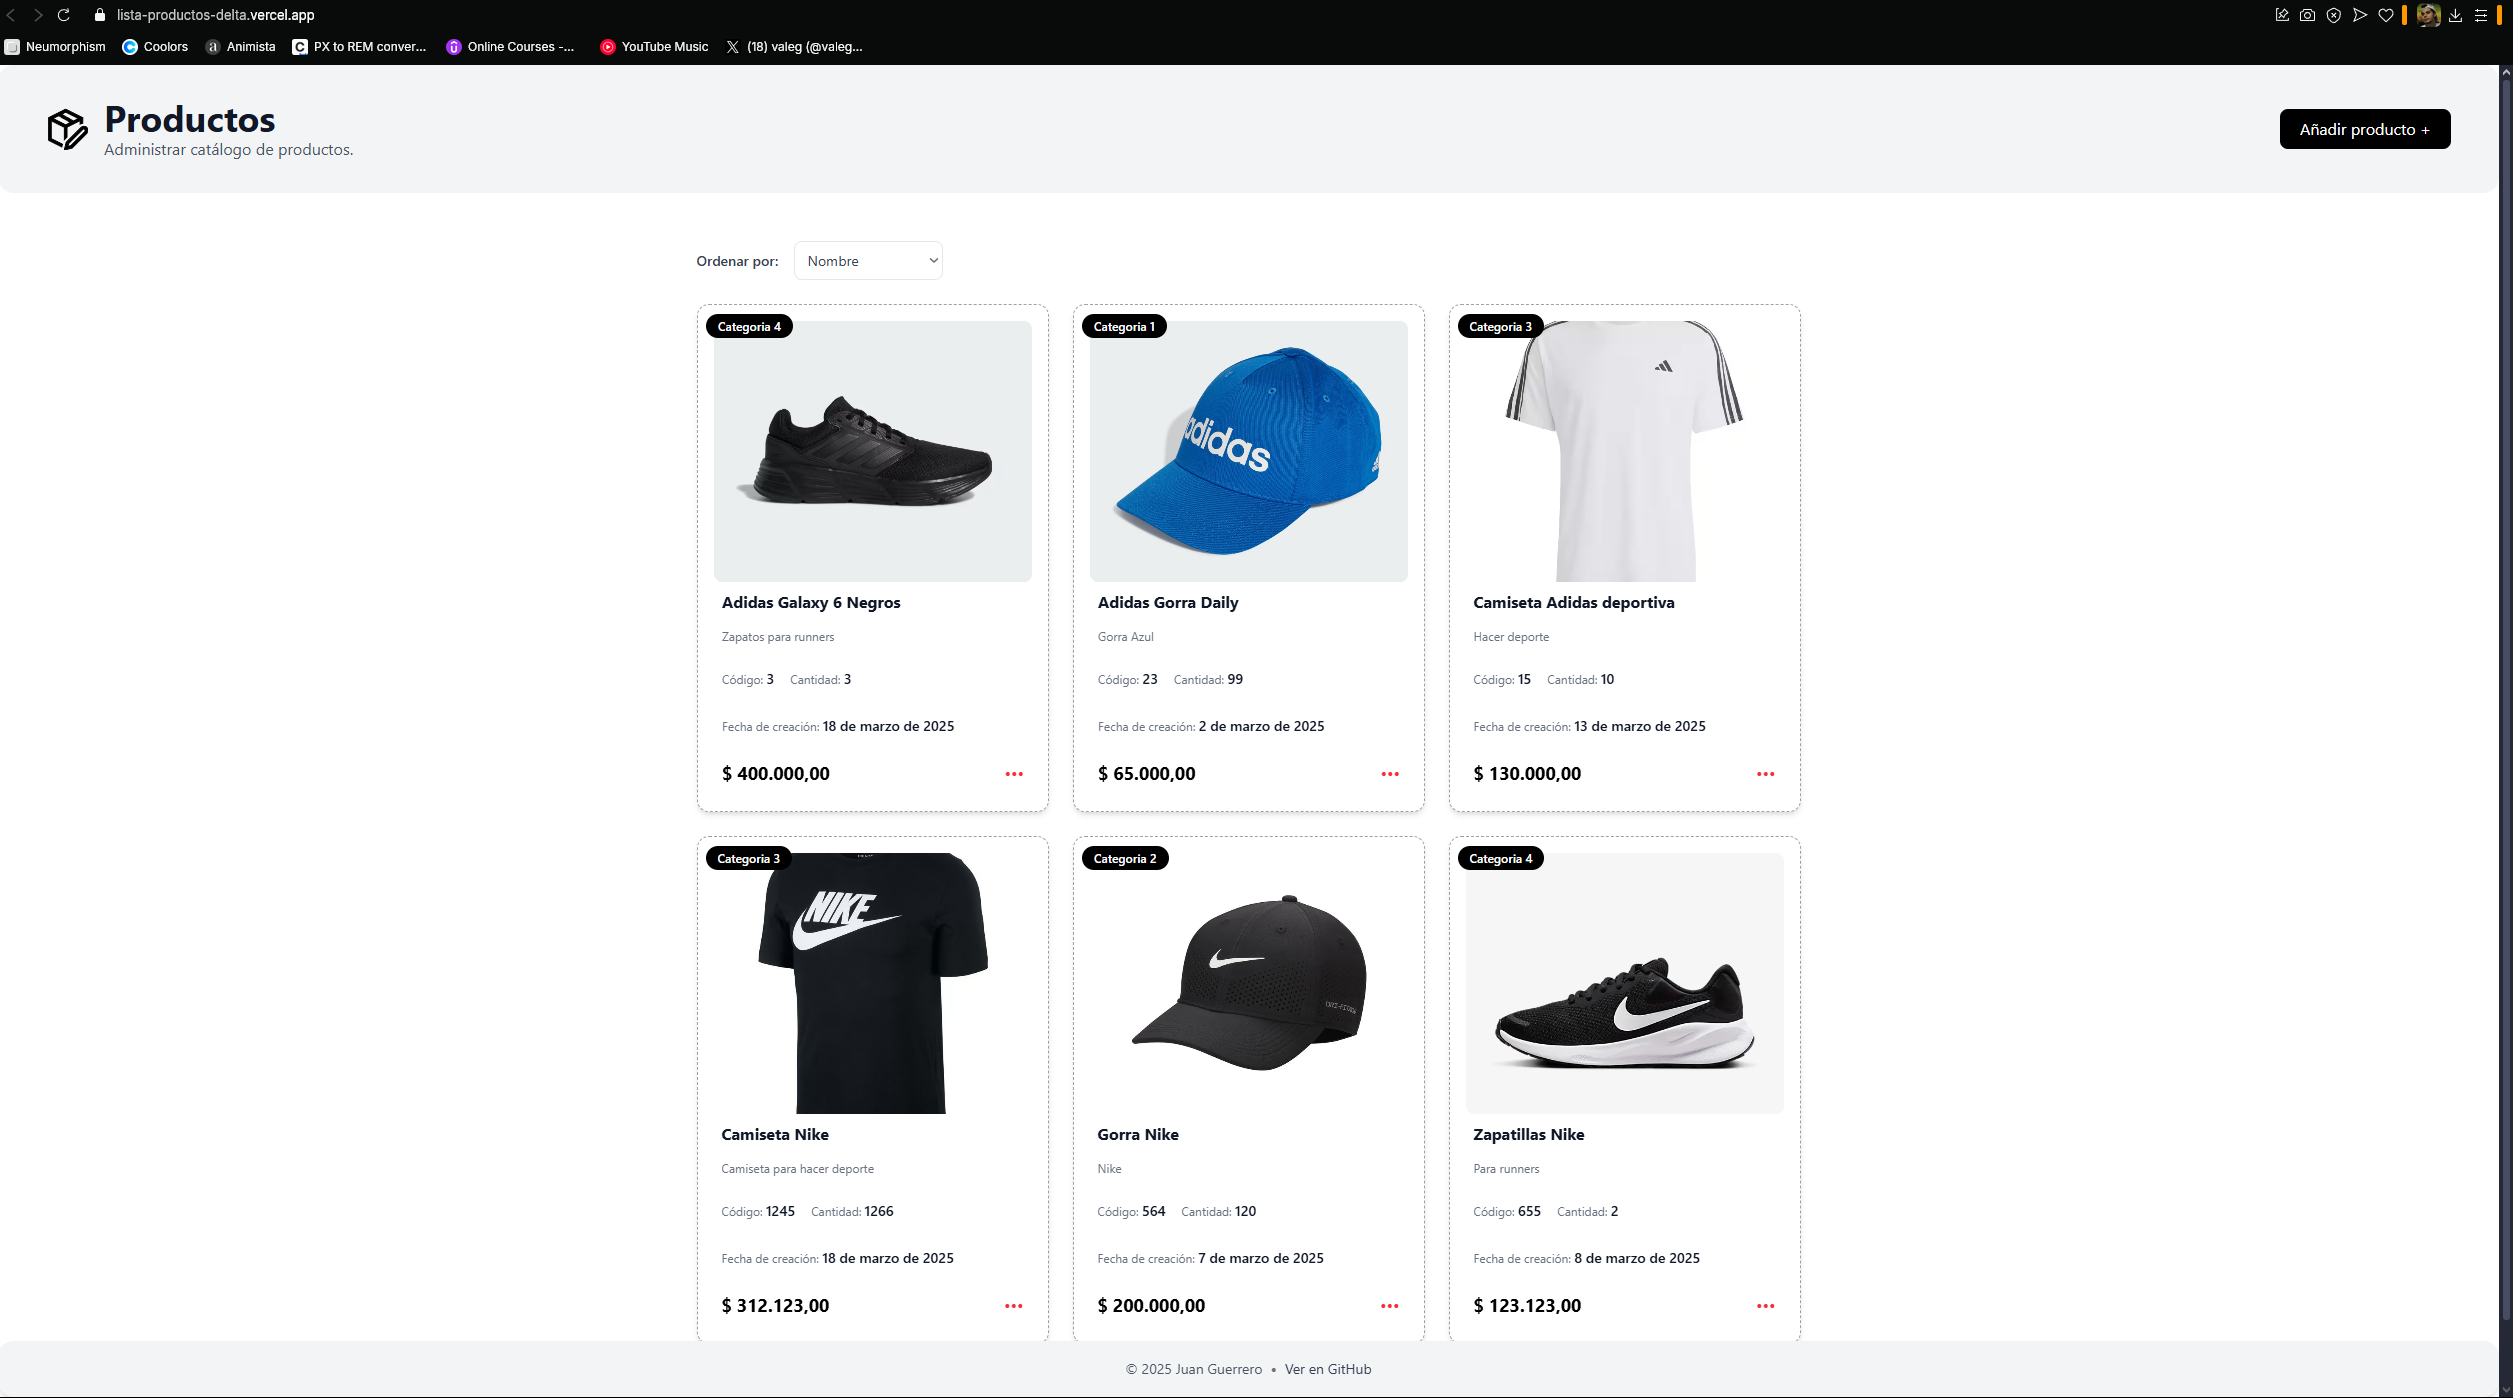 lista-productos-delta.vercel.app
Neumorphism Coolors Animista PX to REM conver... Online Courses -... YouTube Music (18) valeg (@valeg...
Productos
Administrar catálogo de productos.
Añadir producto +
Ordenar por: Nombre
Categoria 4
adidas
Adidas Galaxy 6 Negros
Zapatos para runners
Código: 3 Cantidad: 3
Fecha de creación: 18 de marzo de 2025
$ 400.000,00
Categoria 1
Adidas Gorra Daily
Gorra Azul
Código: 23 Cantidad: 99
Fecha de creación: 2 de marzo de 2025
$ 65.000,00
Categoria 3
Camiseta Adidas deportiva
Hacer deporte
Código: 15 Cantidad: 10
Fecha de creación: 13 de marzo de 2025
$ 130.000,00
Categoria 3
NIKE
Camiseta Nike
Camiseta para hacer deporte
Código: 1245 Cantidad: 1266
Fecha de creación: 18 de marzo de 2025
$ 312.123,00
Categoria 2
Gorra Nike
Nike
Código: 564 Cantidad: 120
Fecha de creación: 7 de marzo de 2025
$ 200.000,00
Categoria 4
Zapatillas Nike
Para runners
Código: 655 Cantidad: 2
Fecha de creación: 8 de marzo de 2025
$ 123.123,00
© 2025 Juan Guerrero • Ver en GitHub